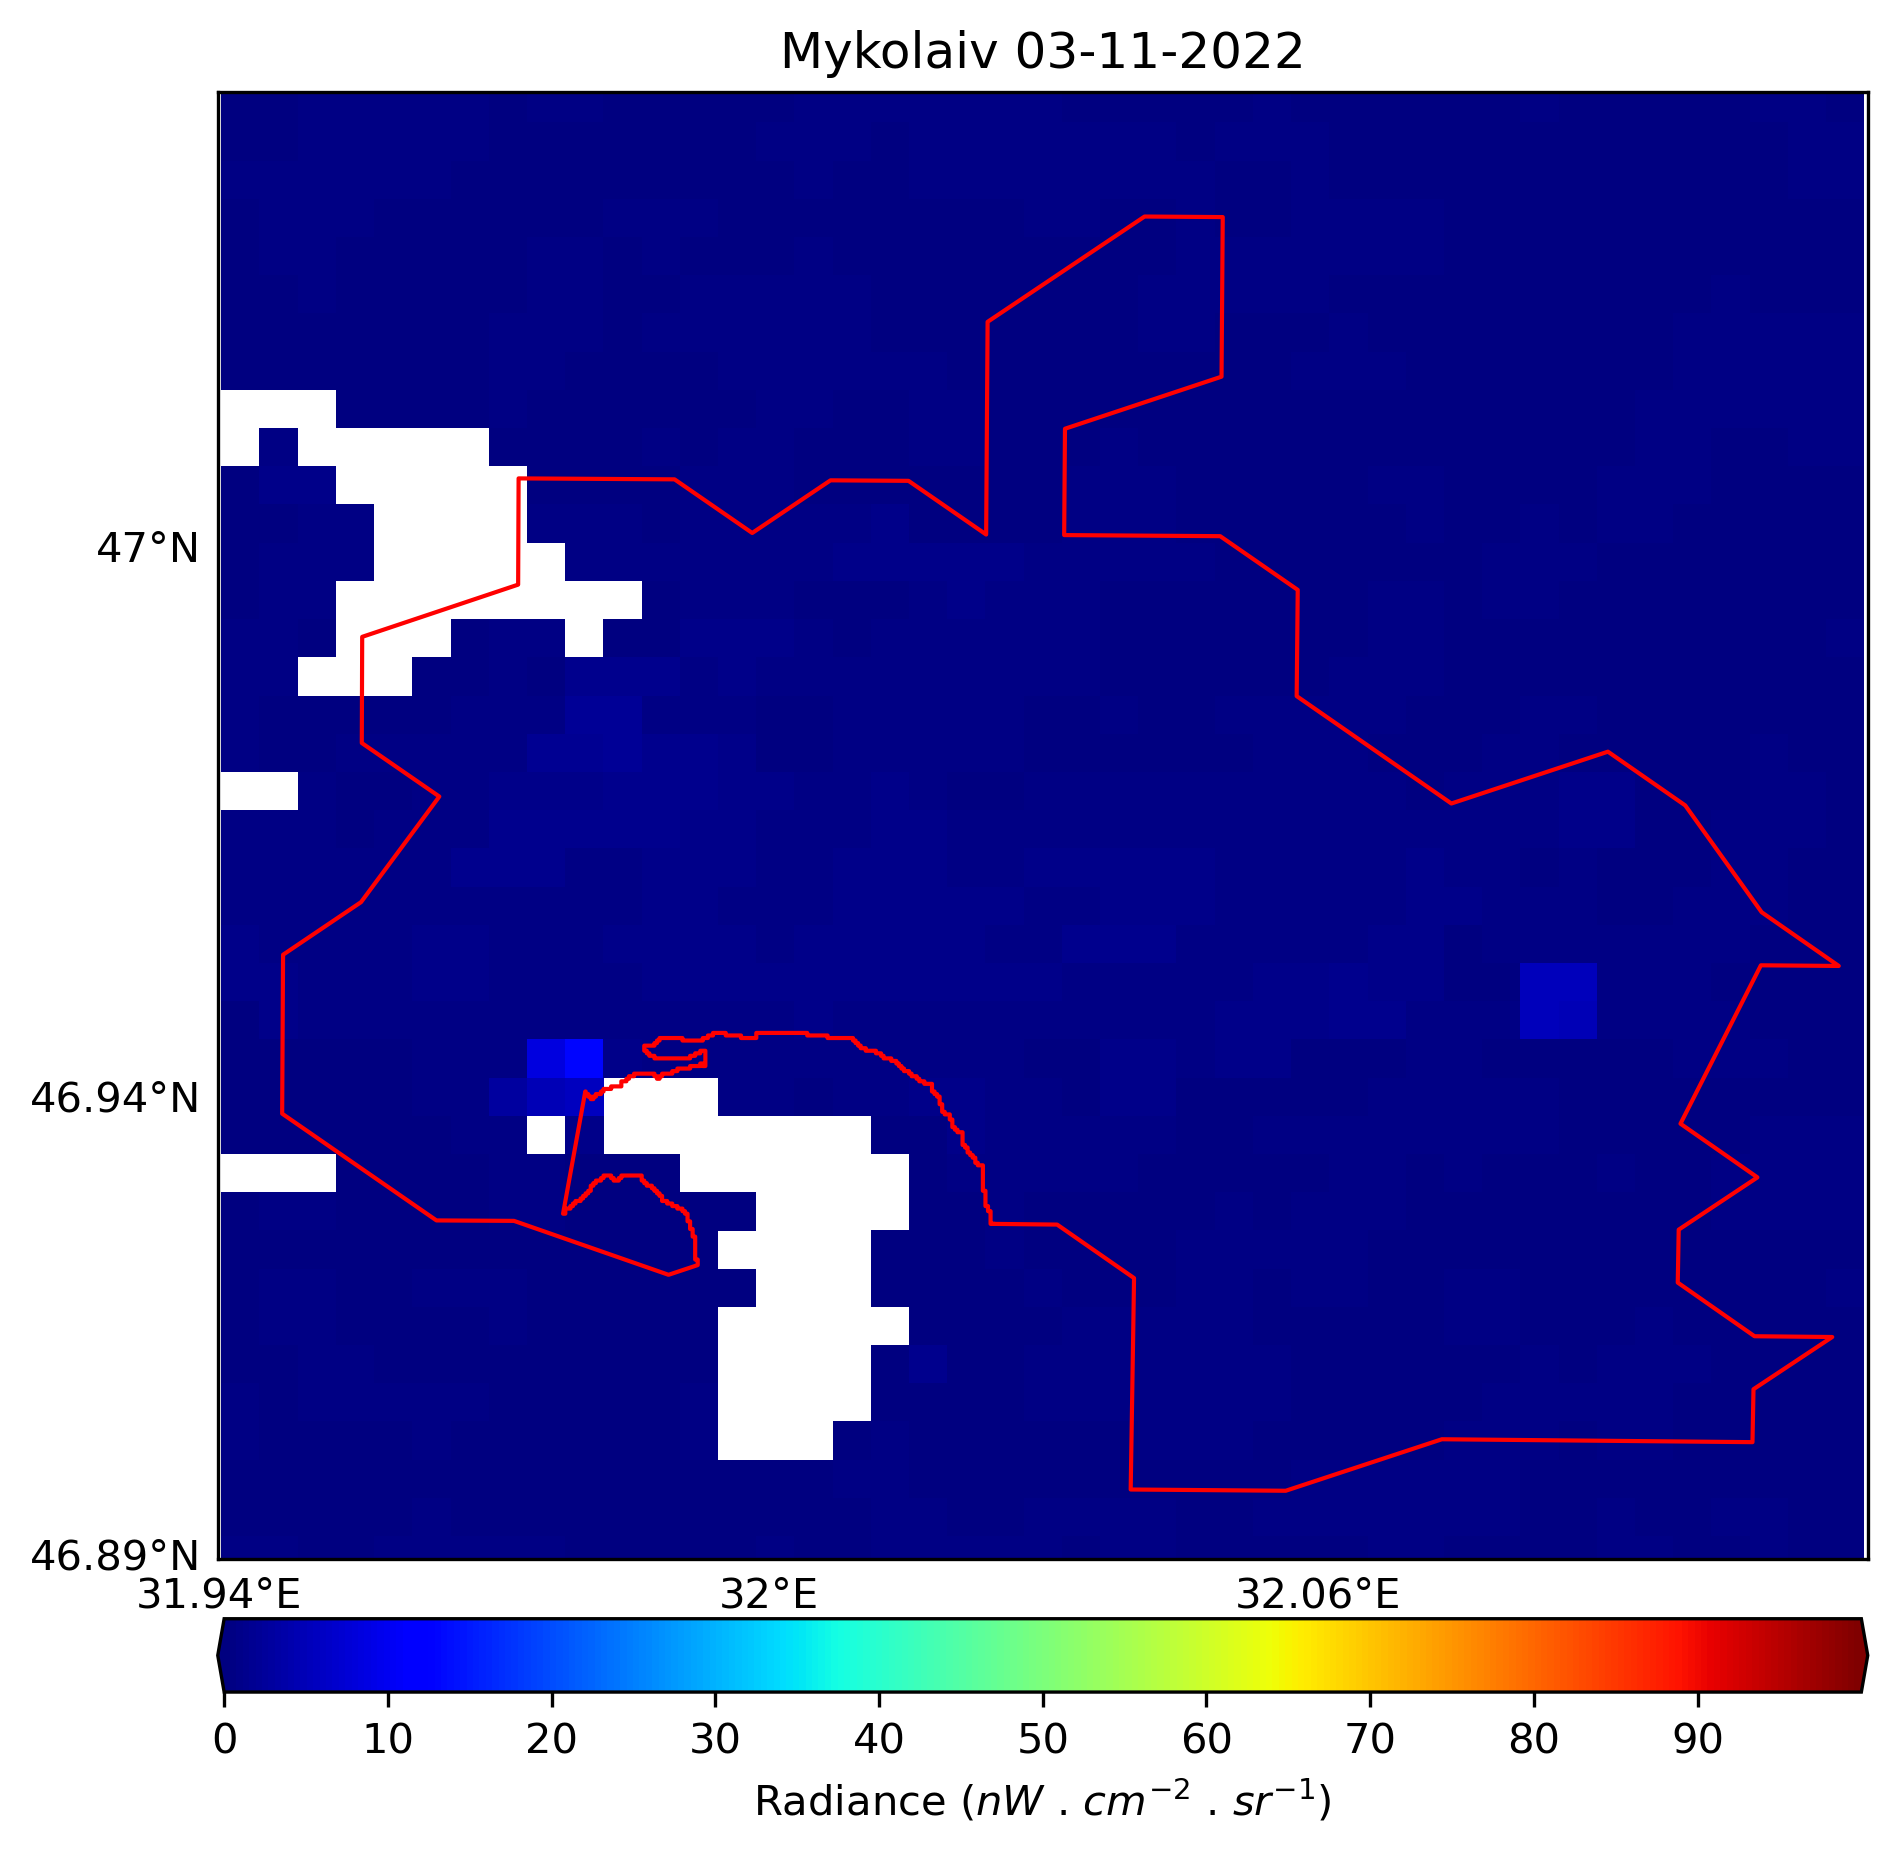 Mykolaiv 03-11-2022
47°N
46.94°N
46.89°N
31.94°E 32°E 32.06°E
0 10 20 30 40 50 60 70 80 90
Radiance (nW . cm⁻² . sr⁻¹)